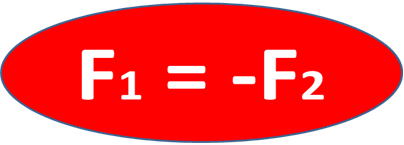 F₁ = -F₂